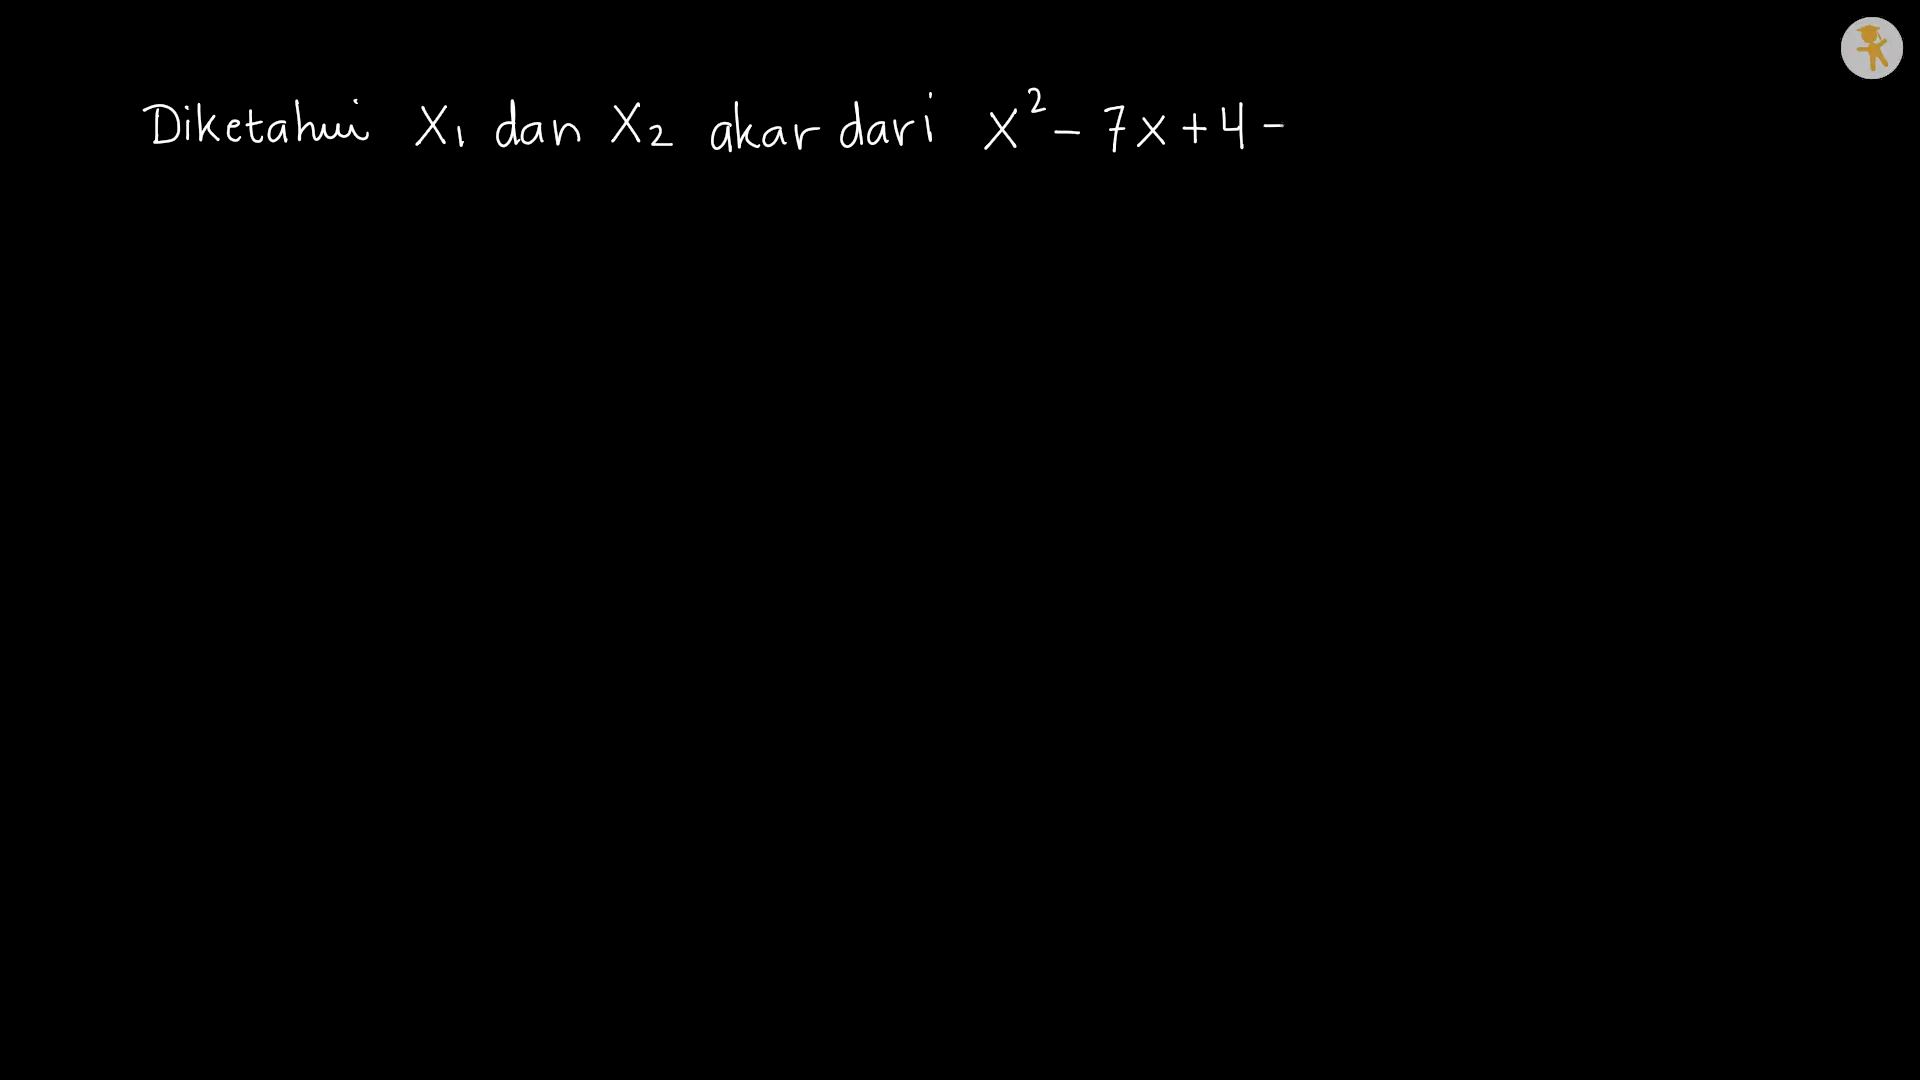 Diketahui X₁ dan X₂ akar dari x² - 7x + 4 -